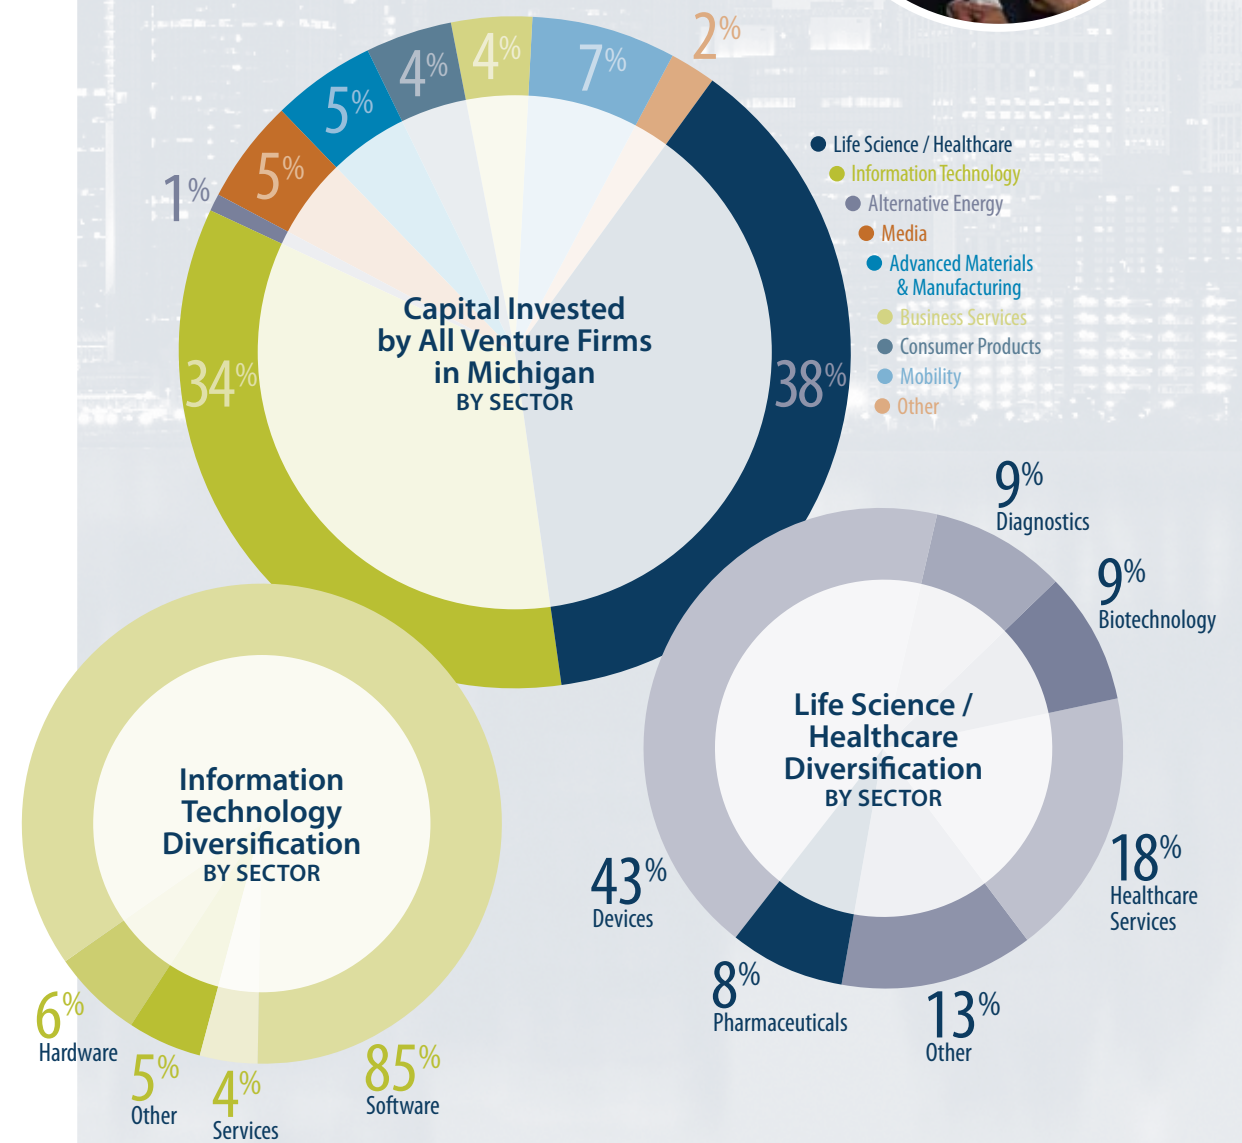 4%
7%
2%
4%
5%
5%
1%
34%
38%
Capital Invested
by All Venture Firms
in Michigan
BY SECTOR
Life Science / Healthcare
Information Technology
Alternative Energy
Media
Advanced Materials
& Manufacturing
Business Services
Consumer Products
Mobility
Other
9%
Diagnostics
9%
Biotechnology
Life Science /
Healthcare
Diversification
BY SECTOR
18%
Healthcare
Services
43%
Devices
8%
Pharmaceuticals
13%
Other
Information
Technology
Diversification
BY SECTOR
6%
Hardware
5%
Other
4%
Services
85%
Software